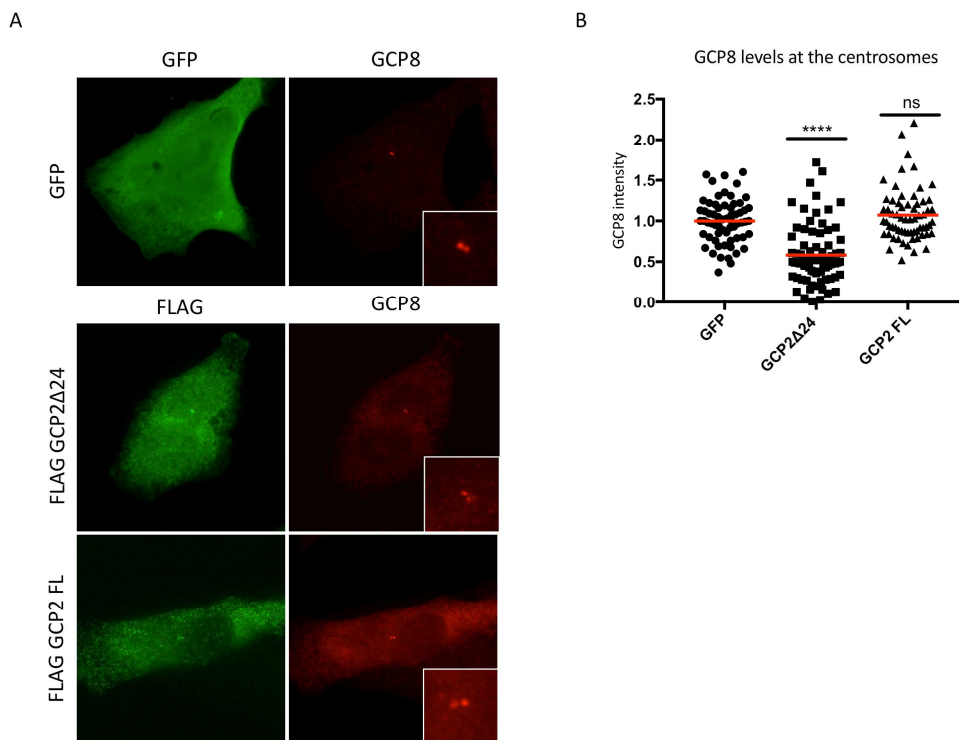 A
GFP
GCP8
GFP
FLAG
GCP8
FLAG GCP2Δ24
FLAG GCP2 FL
B
GCP8 levels at the centrosomes
GCP8 intensity
2.5
2.0
1.5
1.0
0.5
0.0
****
ns
GFP
GCP2Δ24
GCP2 FL